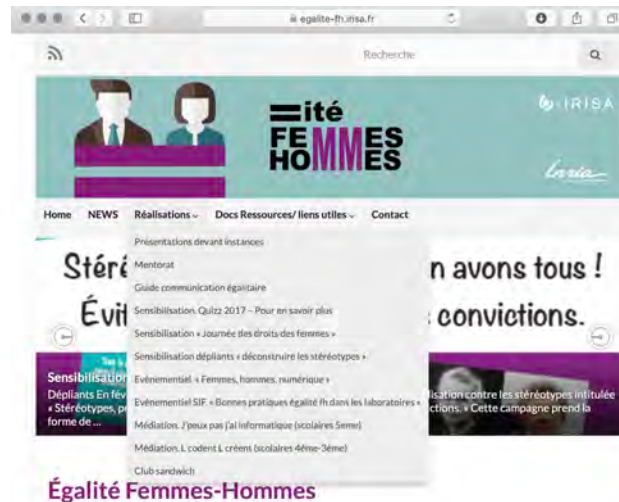 egalite-fh.irisa.fr
Recherche
=ité
FEMMES
HOMMES
IRISA
Inria
Home NEWS Réalisations Docs Ressources/ liens utiles Contact
Présentations devant instances
Mentorat
Guide communication égalitaire
Sensibilisation. Quizz 2017 – Pour en savoir plus
Sensibilisation « Journée des droits des femmes »
Sensibilisation dépliants « déconstruire les stéréotypes »
Evènementiel. « Femmes, hommes, numérique »
Evènementiel SIF. « Bonnes pratiques égalité fh dans les laboratoires »
Médiation. J'peux pas j'ai informatique (scolaires 5eme)
Médiation. L codent L créent (scolaires 4ème-3ème)
Club sandwich
Stéré n avons tous !
Évit convictions.
Sensibilisation
Dépliants En fév isation contre les stéréotypes intitulée
« Stéréotypes, p ctions. » Cette campagne prend la
forme de ...
Égalité Femmes-Hommes